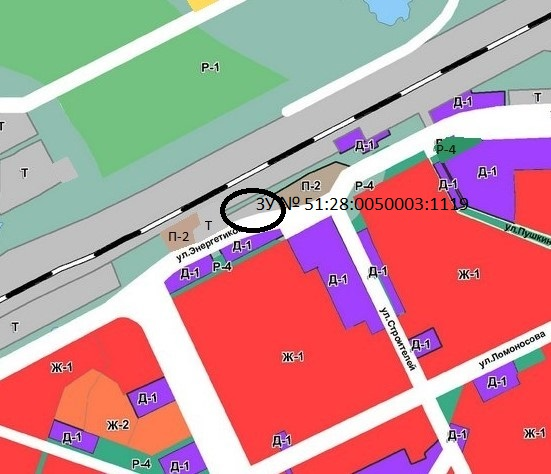 Р-1
Т
Т
Т
Д-1
Д-1
Р-4
Д-1
Д-1
П-2
Р-4
ЗУ № 51:28:0050003:1119
Т
П-2
ул.Энергетиков
Д-1
Д-1
Р-4
ул.Пушкина
Д-1
Д-1
Ж-1
Т
ул.Строителей
Д-1
ул.Ломоносова
Ж-1
Ж-1
Д-1
Д-1
Ж-2
Д-1
Д-1
Д-1
Ж-1
Р-4
Д-1